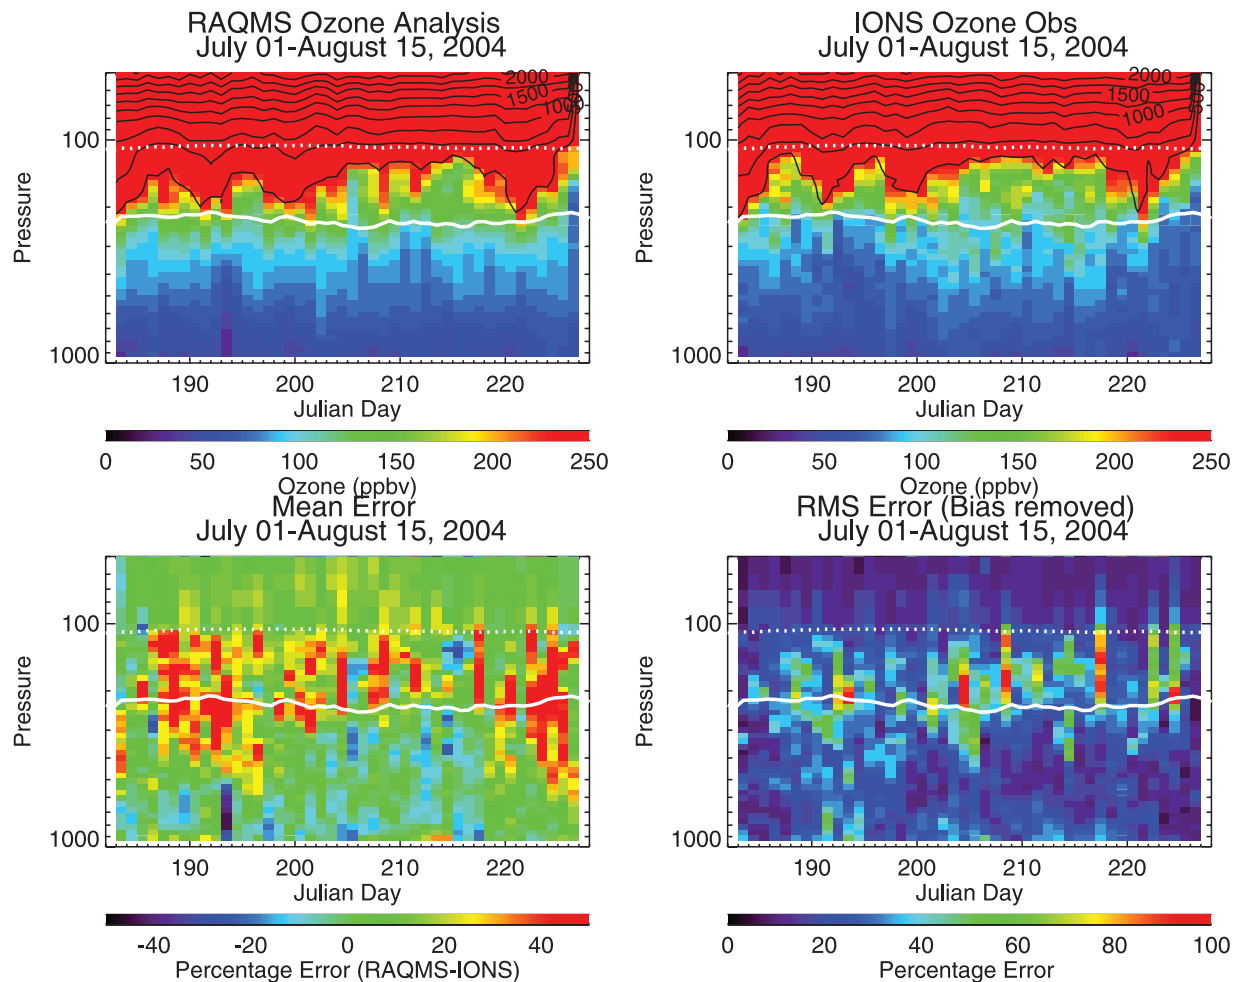 RAQMS Ozone Analysis
July 01-August 15, 2004
2000
1500
1000
Pressure
100
1000
190 200 210 220
Julian Day
0 50 100 150 200 250
Ozone (ppbv)
IONS Ozone Obs
July 01-August 15, 2004
2000
1500
1000
Pressure
100
1000
190 200 210 220
Julian Day
0 50 100 150 200 250
Ozone (ppbv)
Mean Error
July 01-August 15, 2004
Pressure
100
1000
190 200 210 220
Julian Day
-40 -20 0 20 40
Percentage Error (RAQMS-IONS)
RMS Error (Bias removed)
July 01-August 15, 2004
Pressure
100
1000
190 200 210 220
Julian Day
0 20 40 60 80 100
Percentage Error